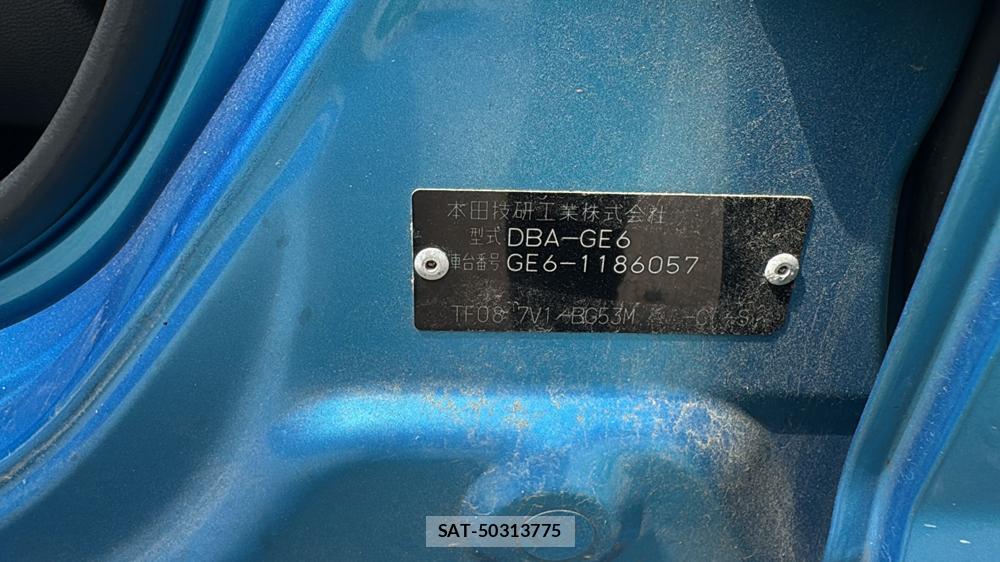 本田技研工業株式会社
型式 DBA-GE6
車台番号 GE6-1186057
TF08 7V1-BG53M
SAT-50313775